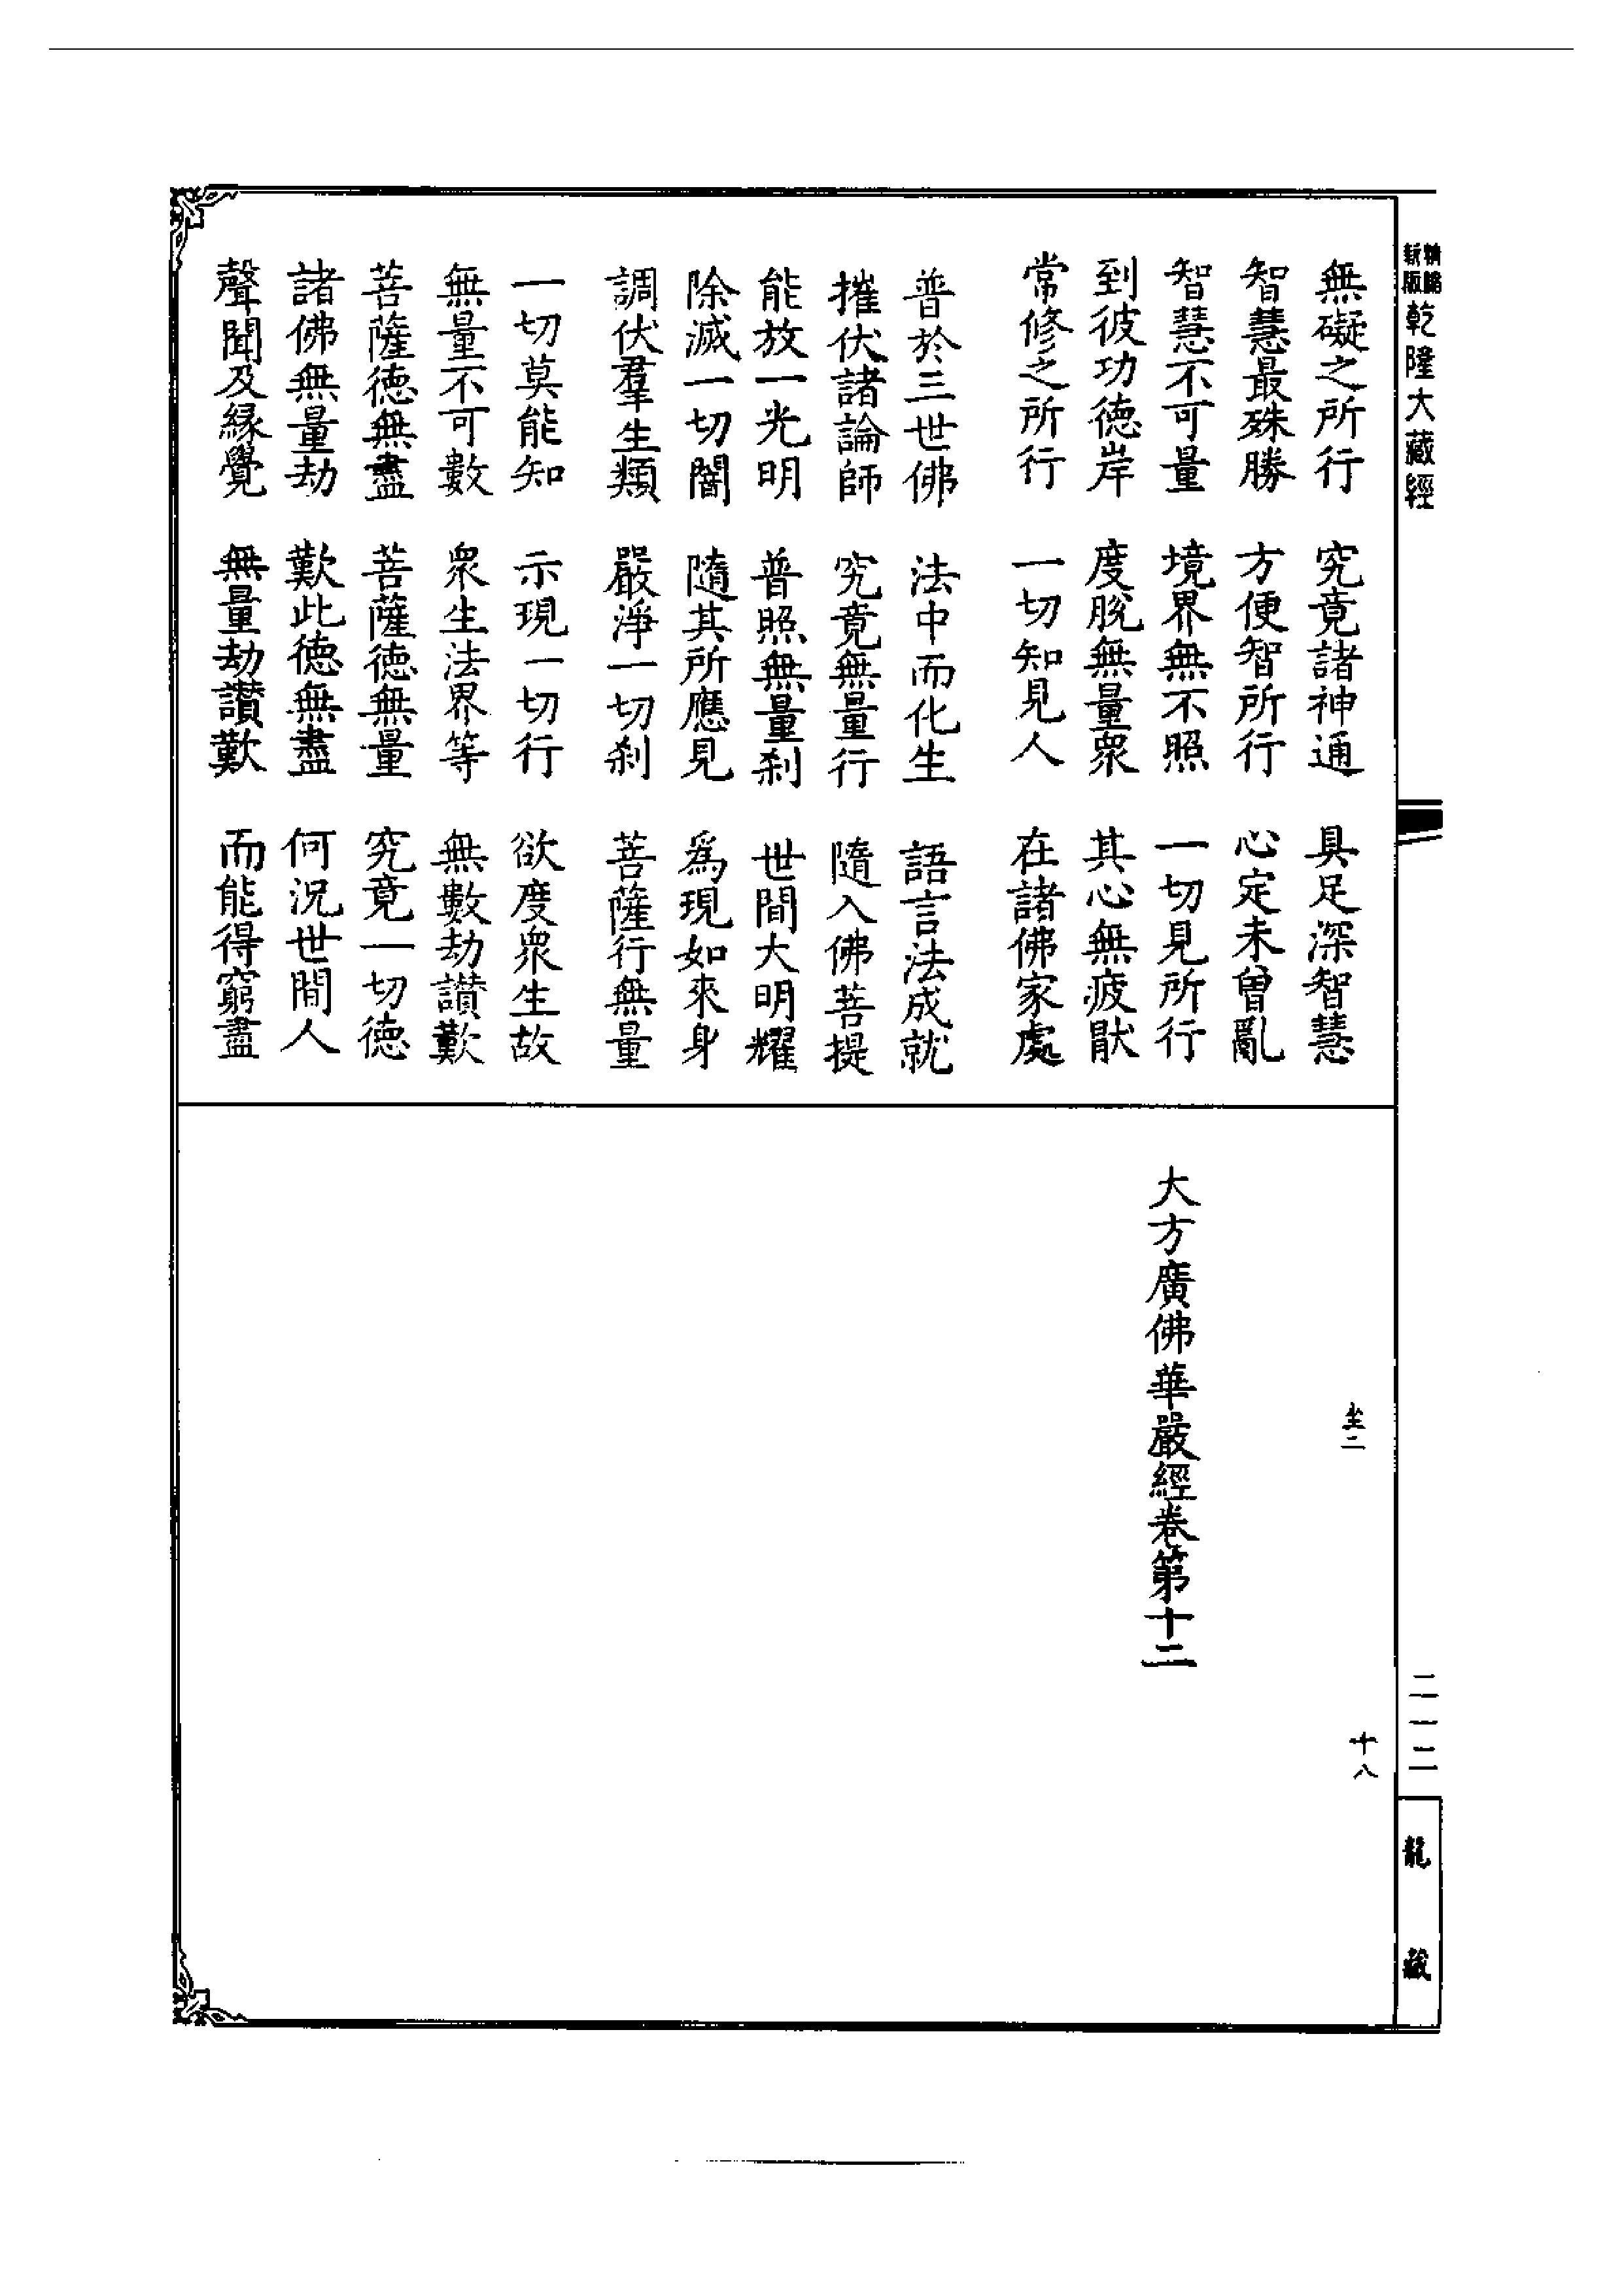 乾隆大藏經
二一二
龍藏
無礙之所行　究竟諸神通　具足深智慧
智慧最殊勝　方便智所行　心定未曾亂
智慧不可量　境界無不照　一切見所行
到彼功德岸　度脫無量眾　其心無疲猒
常修之所行　一切知見人　在諸佛家處
普於三世佛　法中而化生　語言法成就
摧伏諸論師　究竟無量行　隨入佛菩提
能放一光明　普照無量剎　世間大明耀
除滅一切闇　隨其所應見　為現如來身
調伏羣生類　嚴淨一切剎　菩薩行無量
一切莫能知　示現一切行　欲度眾生故
無量不可數　眾生法界等　無數劫讚歎
菩薩德無盡　菩薩德無量　究竟一切德
諸佛無量劫　歎此德無盡　何況世間人
聲聞及緣覺　無量劫讚歎　而能得窮盡
坐二
十八
大方廣佛華嚴經卷第十二